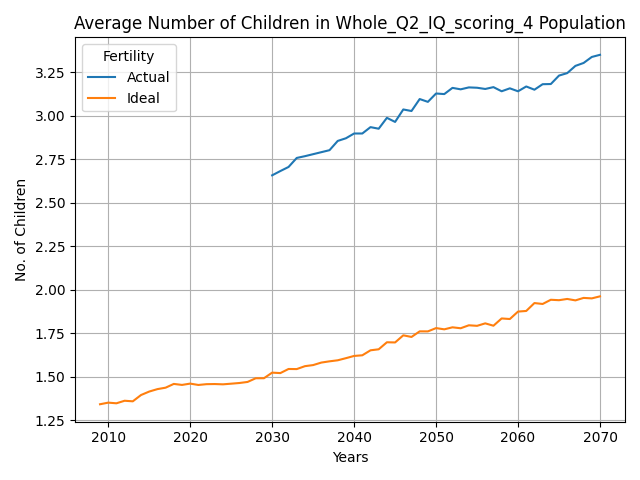 Average Number of Children in Whole_Q2_IQ_scoring_4 Population
Fertility
Actual
Ideal
3.25
3.00
2.75
2.50
2.25
2.00
1.75
1.50
1.25
No. of Children
2010 2020 2030 2040 2050 2060 2070
Years